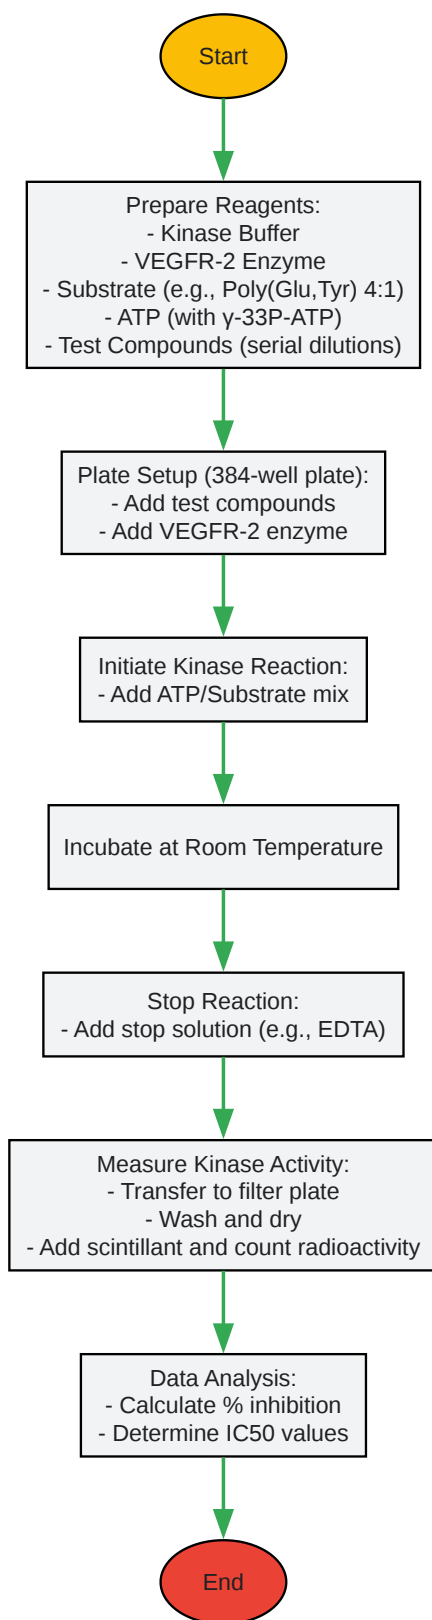 Start
Prepare Reagents:
- Kinase Buffer
- VEGFR-2 Enzyme
- Substrate (e.g., Poly(Glu,Tyr) 4:1)
- ATP (with γ-33P-ATP)
- Test Compounds (serial dilutions)
Plate Setup (384-well plate):
- Add test compounds
- Add VEGFR-2 enzyme
Initiate Kinase Reaction:
- Add ATP/Substrate mix
Incubate at Room Temperature
Stop Reaction:
- Add stop solution (e.g., EDTA)
Measure Kinase Activity:
- Transfer to filter plate
- Wash and dry
- Add scintillant and count radioactivity
Data Analysis:
- Calculate % inhibition
- Determine IC50 values
End